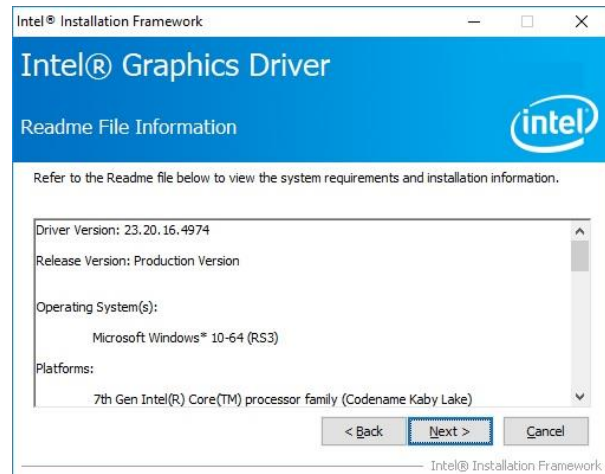 Intel® Installation Framework
Intel® Graphics Driver
Readme File Information
intel
Refer to the Readme file below to view the system requirements and installation information.
Driver Version: 23.20.16.4974
Release Version: Production Version
Operating System(s):
Microsoft Windows* 10-64 (RS3)
Platforms:
7th Gen Intel(R) Core(TM) processor family (Codename Kaby Lake)
< Back Next > Cancel
Intel® Installation Framework